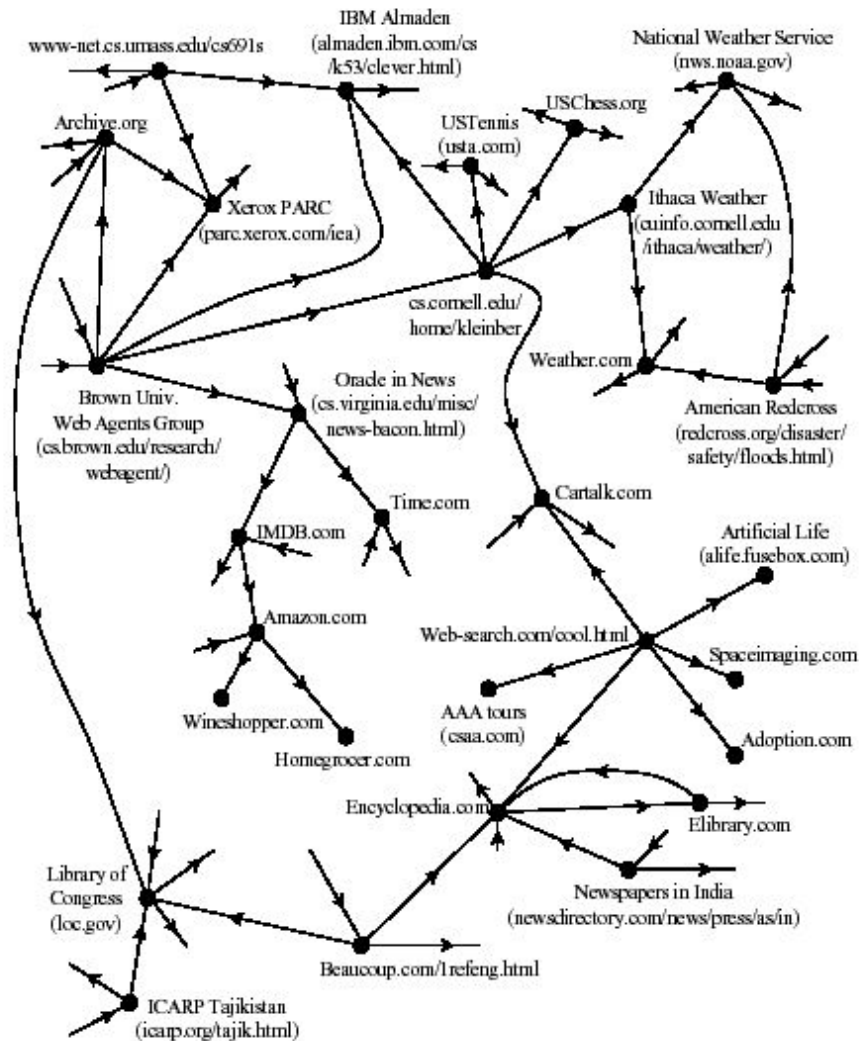 IBM Almaden
(almaden.ibm.com/cs
/k53/clever.html)
www-net.cs.umass.edu/cs691s
National Weather Service
(nws.noaa.gov)
Archive.org
USTennis
(usta.com)
USChess.org
Xerox PARC
(parc.xerox.com/iea)
Ithaca Weather
(cuinfo.cornell.edu
/ithaca/weather/)
cs.cornell.edu/
home/kleinber
Weather.com
Brown Univ.
Web Agents Group
(cs.brown.edu/research/
webagent/)
Oracle in News
(cs.virginia.edu/misc/
news-bacon.html)
American Redcross
(redcross.org/disaster/
safety/floods.html)
Cartalk.com
Time.com
IMDB.com
Artificial Life
(alife.fusebox.com)
Amazon.com
Web-search.com/cool.html
Spaceimaging.com
Wineshopper.com
AAA tours
(csaa.com)
Adoption.com
Homegrocer.com
Encyclopedia.com
Elibrary.com
Library of
Congress
(loc.gov)
Newspapers in India
(newsdirectory.com/news/press/as/in)
Beaucoup.com/1refeng.html
ICARP Tajikistan
(icarp.org/tajik.html)